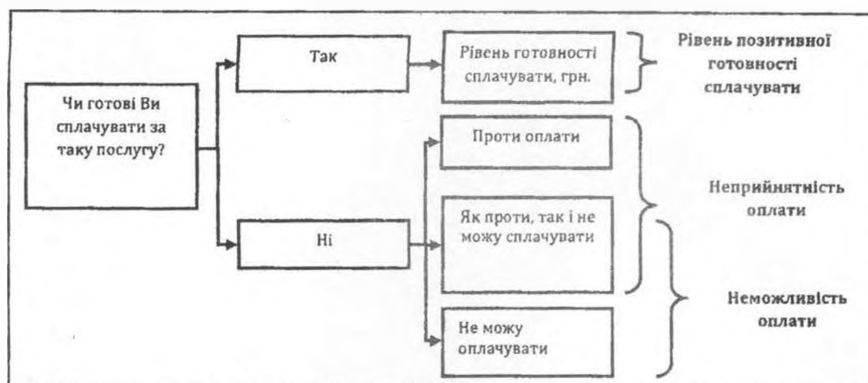 Чи готові Ви
сплачувати за
таку послугу?
Так
Рівень готовності
сплачувати, грн.
Рівень позитивної
готовності
сплачувати
Ні
Проти оплати
Як проти, так і не
можу сплачувати
Не можу
оплачувати
Неприйнятність
оплати
Неможливість
оплати